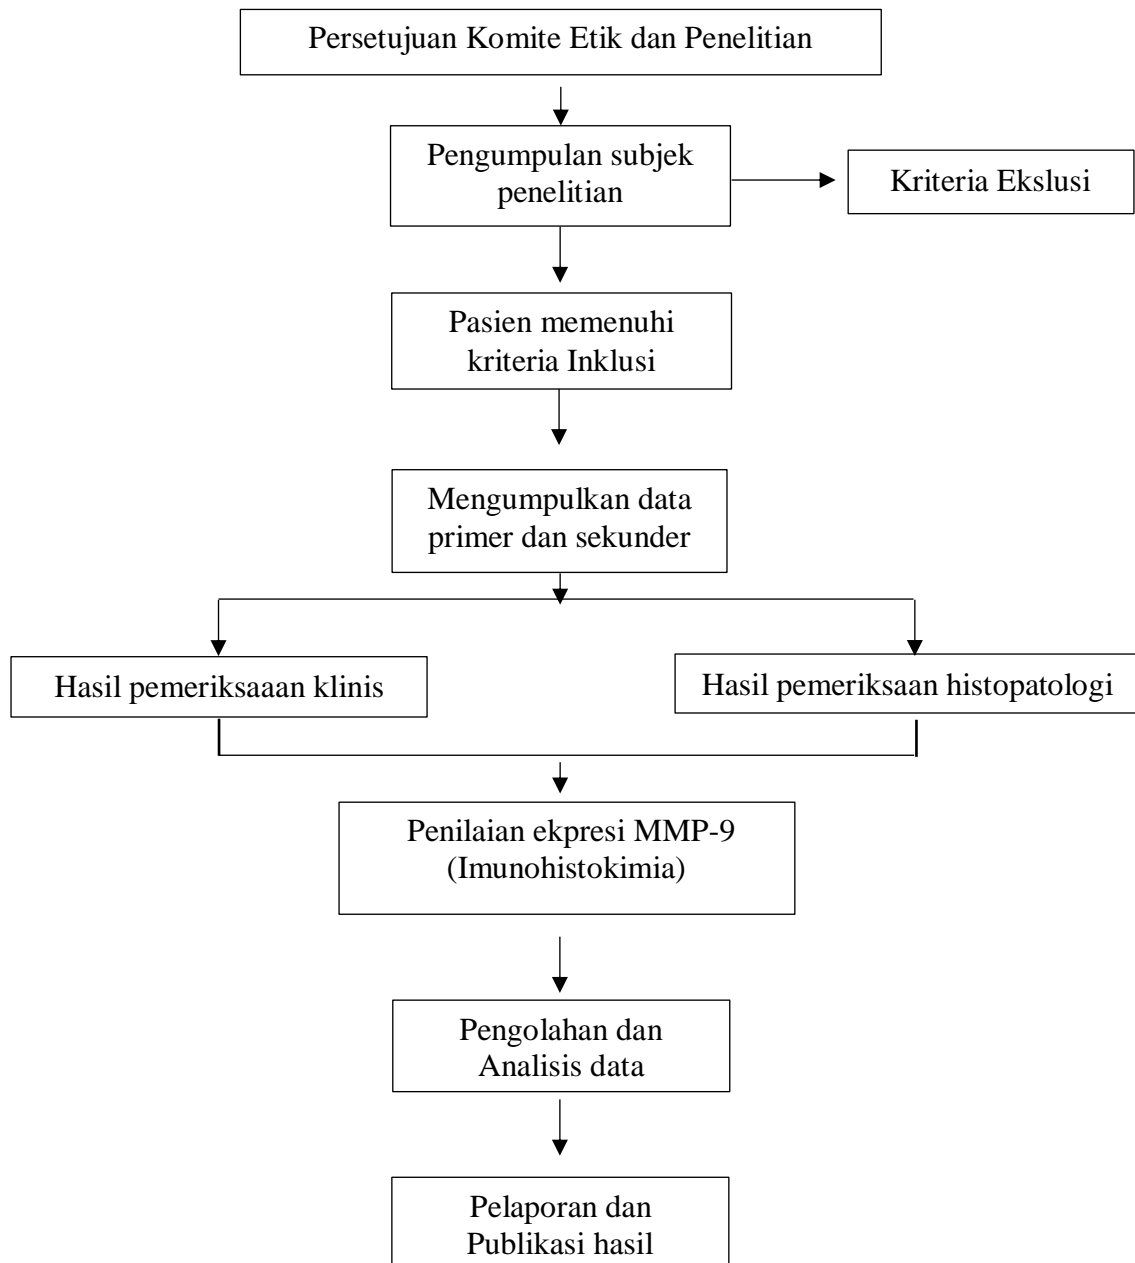 Persetujuan Komite Etik dan Penelitian
Pengumpulan subjek
penelitian
Kriteria Ekslusi
Pasien memenuhi
kriteria Inklusi
Mengumpulkan data
primer dan sekunder
Hasil pemeriksaaan klinis
Hasil pemeriksaan histopatologi
Penilaian ekpresi MMP-9
(Imunohistokimia)
Pengolahan dan
Analisis data
Pelaporan dan
Publikasi hasil